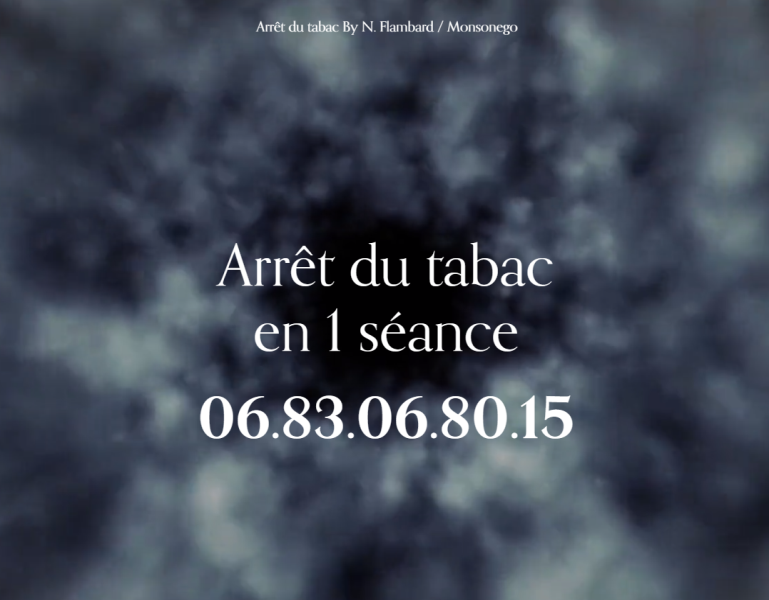 Arrêt du tabac By N. Flambard / Monsonego
Arrêt du tabac
en 1 séance
06.83.06.80.15